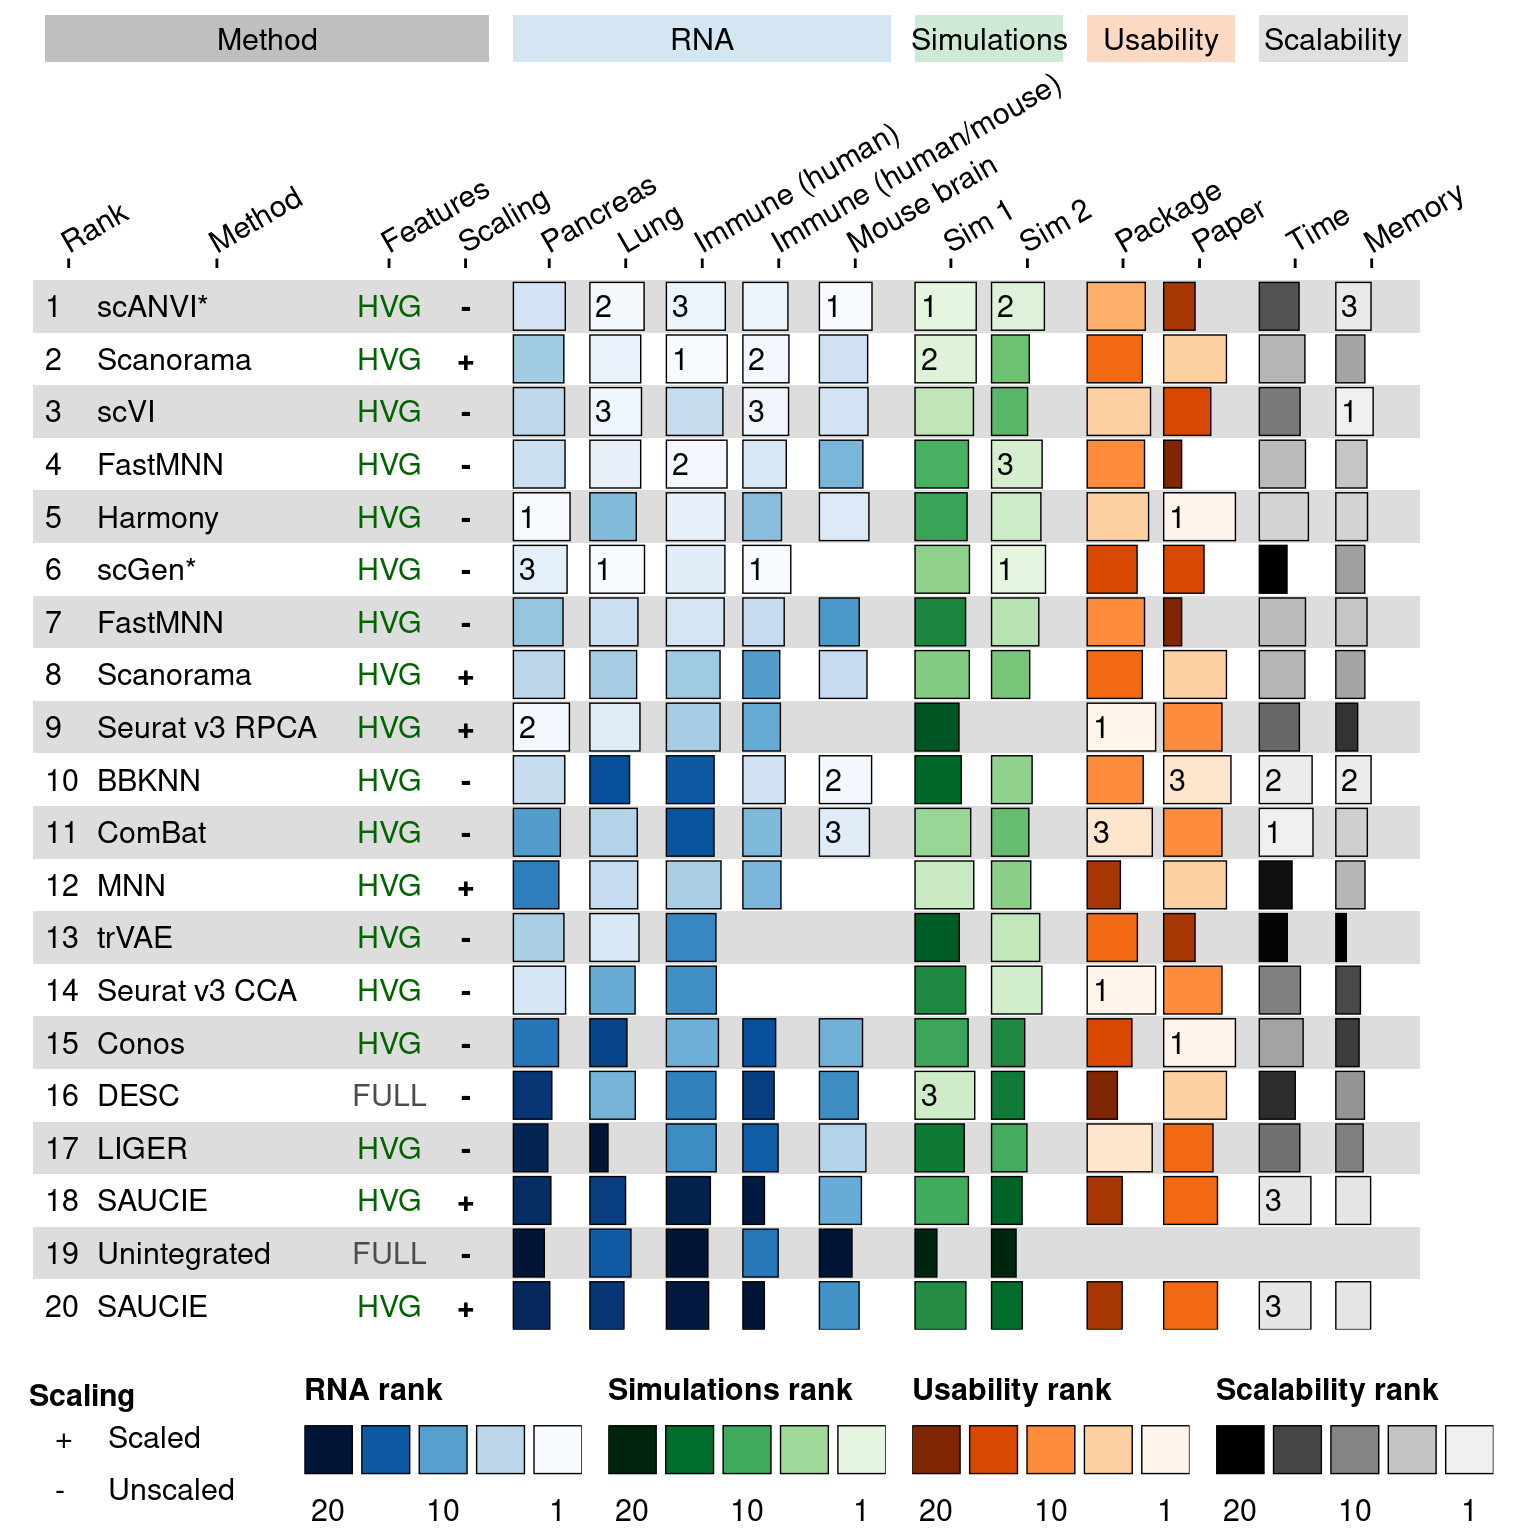 Method RNA Simulations Usability Scalability
Rank Method Features Scaling Pancreas Lung Immune (human) Immune (human/mouse) Mouse brain Sim 1 Sim 2 Package Paper Time Memory
1 scANVI* HVG - 2 3 1 1 2 3
2 Scanorama HVG + 1 2 2
3 scVI HVG - 3 3 1
4 FastMNN HVG - 2 3
5 Harmony HVG - 1 1
6 scGen* HVG - 3 1 1 1
7 FastMNN HVG -
8 Scanorama HVG +
9 Seurat v3 RPCA HVG + 2 1
10 BBKNN HVG - 2 3 2 2
11 ComBat HVG - 3 3 1
12 MNN HVG +
13 trVAE HVG -
14 Seurat v3 CCA HVG - 1
15 Conos HVG - 1
16 DESC FULL - 3
17 LIGER HVG -
18 SAUCIE HVG + 3
19 Unintegrated FULL -
20 SAUCIE HVG + 3
Scaling RNA rank Simulations rank Usability rank Scalability rank
+ Scaled
- Unscaled
20 10 1 20 10 1 20 10 1 20 10 1